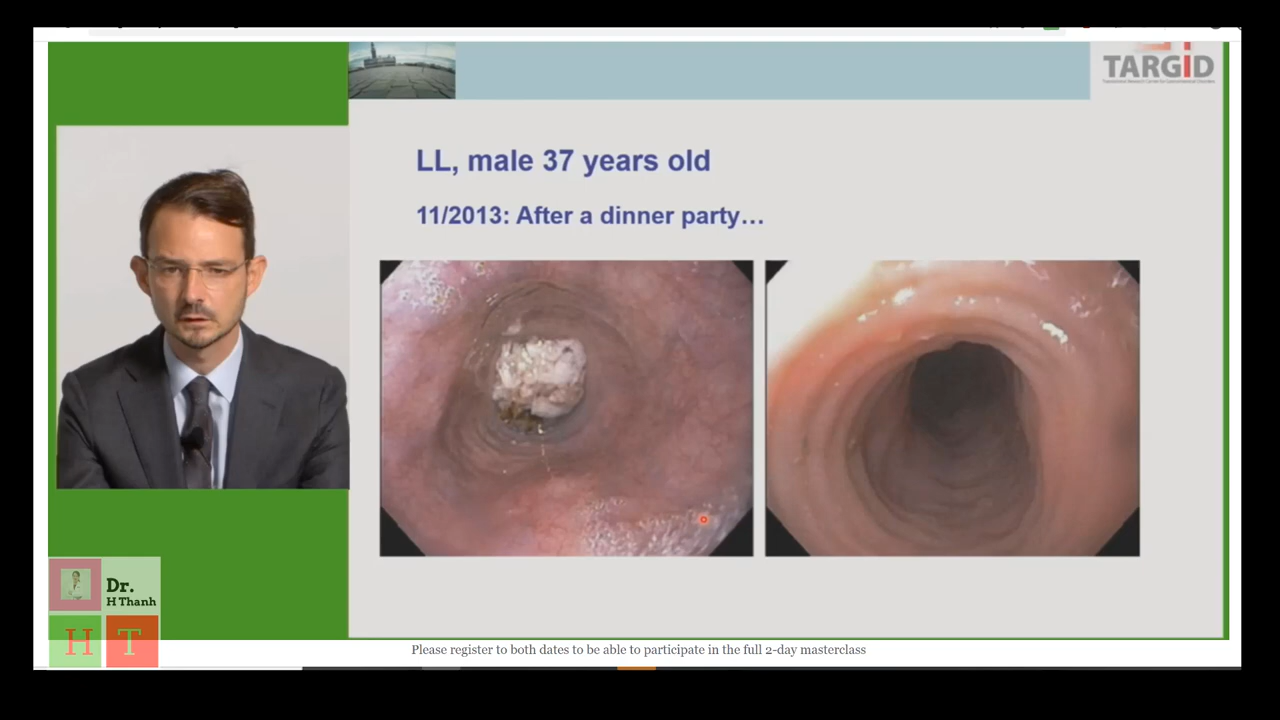 TARGiD
LL, male 37 years old
11/2013: After a dinner party…
Dr.
H Thanh
H T
Please register to both dates to be able to participate in the full 2-day masterclass